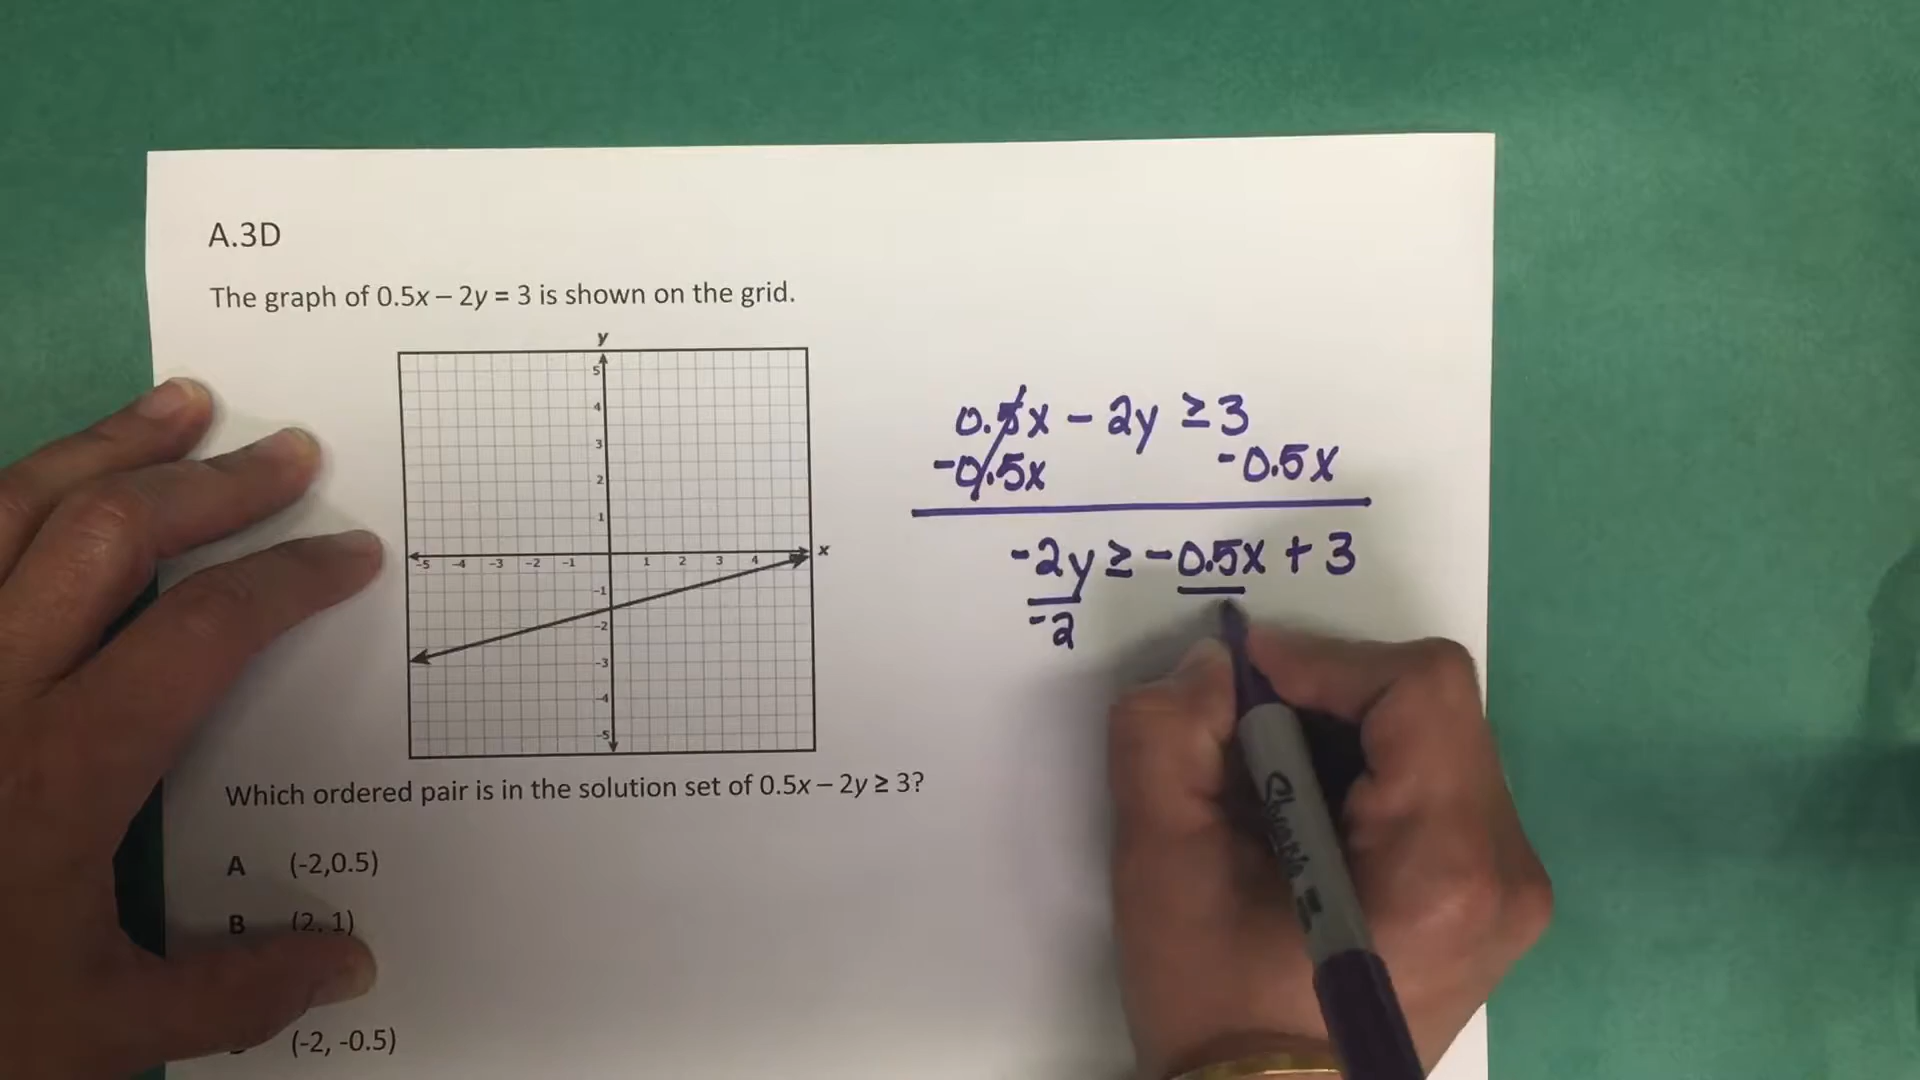 A.3D
The graph of 0.5x – 2y = 3 is shown on the grid.
y
5
4
3
2
1
-5 -4 -3 -2 -1 1 2 3 4 x
-1
-2
-3
-4
-5
0.5x - 2y ≥ 3
-0.5x -0.5x
-2y ≥ -0.5x + 3
-2
Which ordered pair is in the solution set of 0.5x – 2y ≥ 3?
A (-2,0.5)
B (2, 1)
(-2, -0.5)
Sharpie